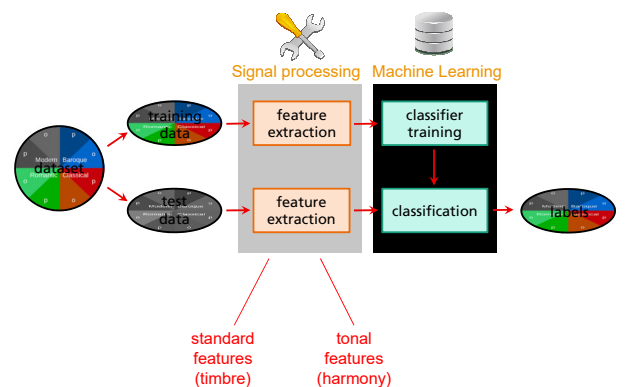 Signal processing
Machine Learning
training
data
feature
extraction
classifier
training
o
p
p
o
Modern
Baroque
dataset
Romantic
Classical
o
p
p
o
test
data
feature
extraction
classification
labels
standard
features
(timbre)
tonal
features
(harmony)